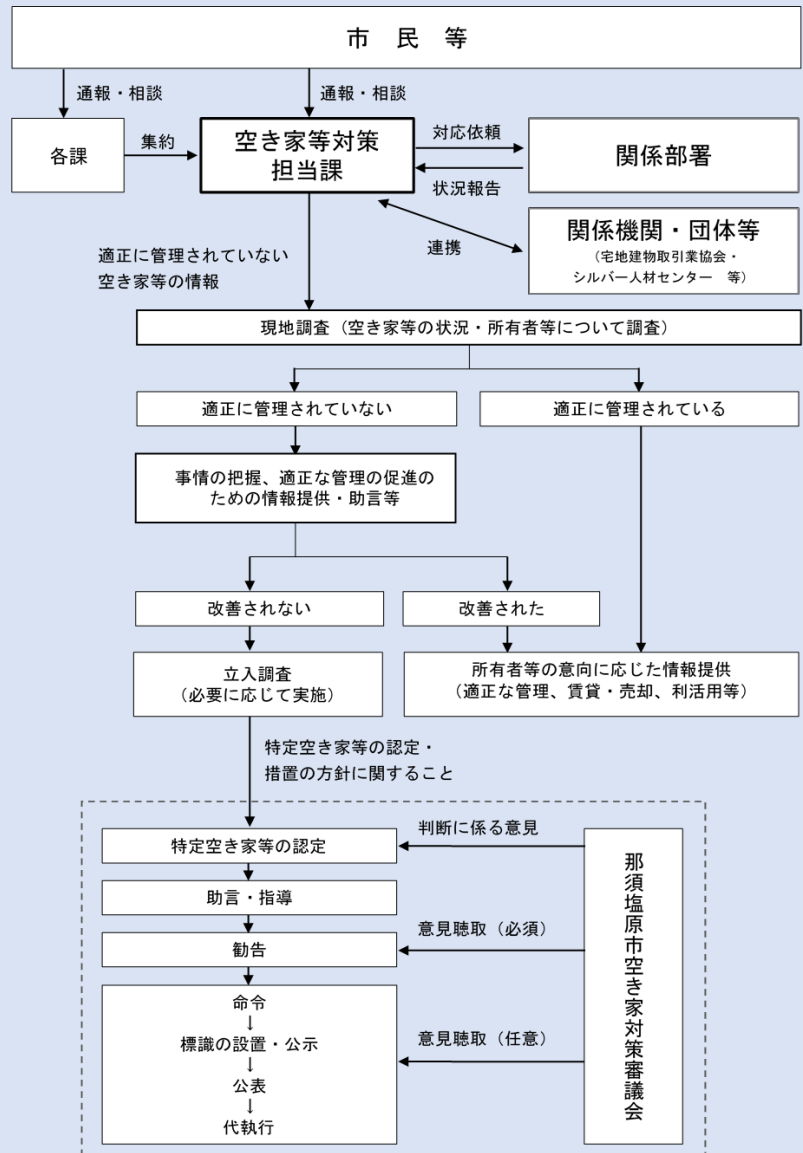 市　民　等
通報・相談
通報・相談
各課
集約
空き家等対策
担当課
対応依頼
状況報告
関係部署
連携
関係機関・団体等
（宅地建物取引業協会・
シルバー人材センター　等）
適正に管理されていない
空き家等の情報
現地調査（空き家等の状況・所有者等について調査）
適正に管理されていない
適正に管理されている
事情の把握、適正な管理の促進の
ための情報提供・助言等
改善されない
改善された
立入調査
（必要に応じて実施）
所有者等の意向に応じた情報提供
（適正な管理、賃貸・売却、利活用等）
特定空き家等の認定・
措置の方針に関すること
特定空き家等の認定
判断に係る意見
助言・指導
勧告
意見聴取（必須）
命令
↓
標識の設置・公示
↓
公表
↓
代執行
意見聴取（任意）
那須塩原市空き家対策審議会